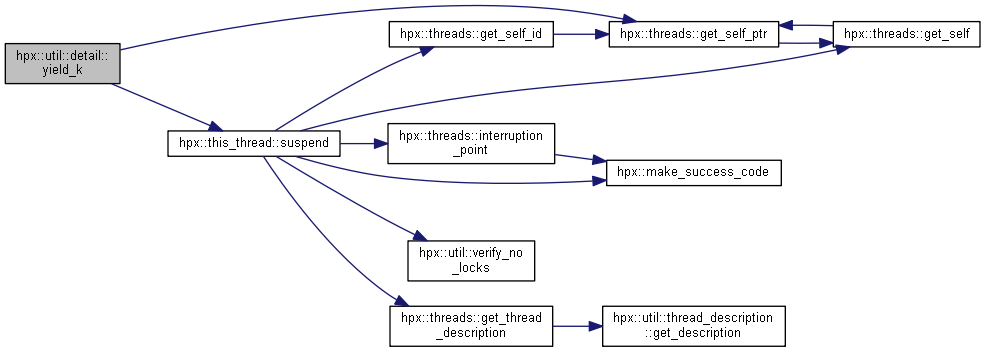 hpx::util::detail::
yield_k
hpx::this_thread::suspend
hpx::threads::get_self_id
hpx::threads::get_self_ptr
hpx::threads::get_self
hpx::threads::interruption
_point
hpx::make_success_code
hpx::util::verify_no
_locks
hpx::threads::get_thread
_description
hpx::util::thread_description
::get_description